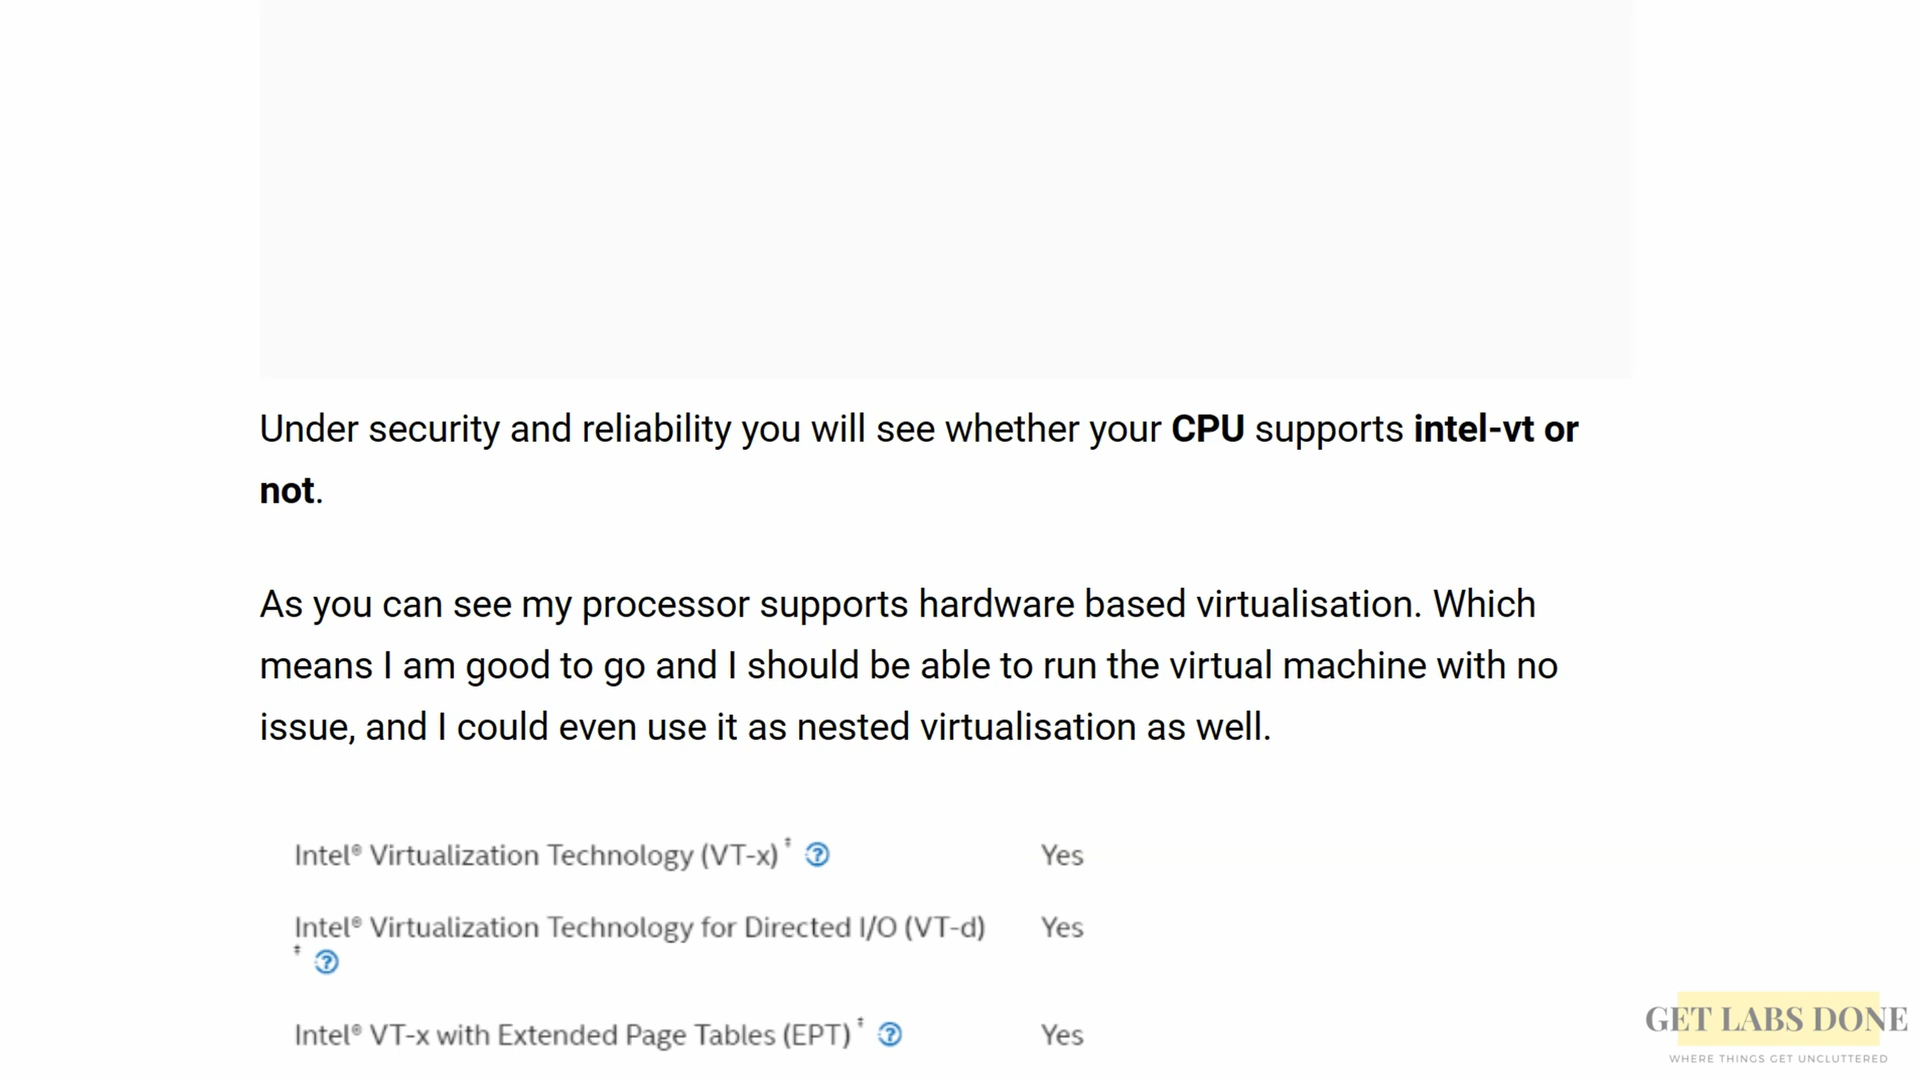 Under security and reliability you will see whether your CPU supports intel-vt or
not.
As you can see my processor supports hardware based virtualisation. Which
means I am good to go and I should be able to run the virtual machine with no
issue, and I could even use it as nested virtualisation as well.
Intel® Virtualization Technology (VT-x) ‡ Yes
Intel® Virtualization Technology for Directed I/O (VT-d) Yes
‡
Intel® VT-x with Extended Page Tables (EPT) ‡ Yes
GET LABS DONE
WHERE THINGS GET UNCLUTTERED